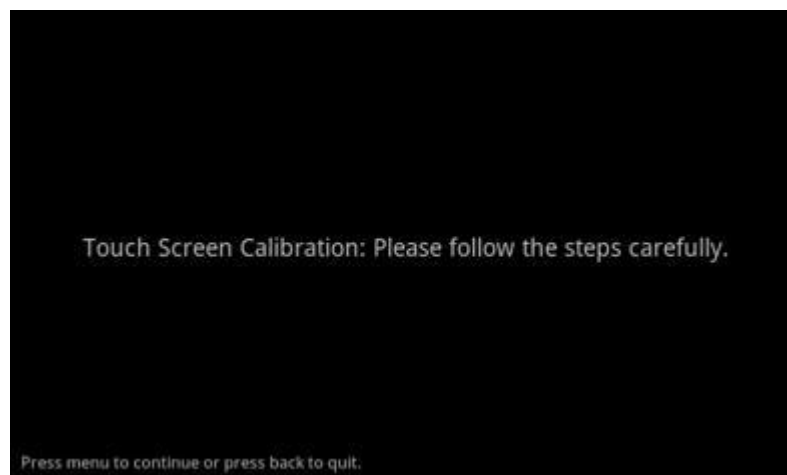 Touch Screen Calibration: Please follow the steps carefully.
Press menu to continue or press back to quit.